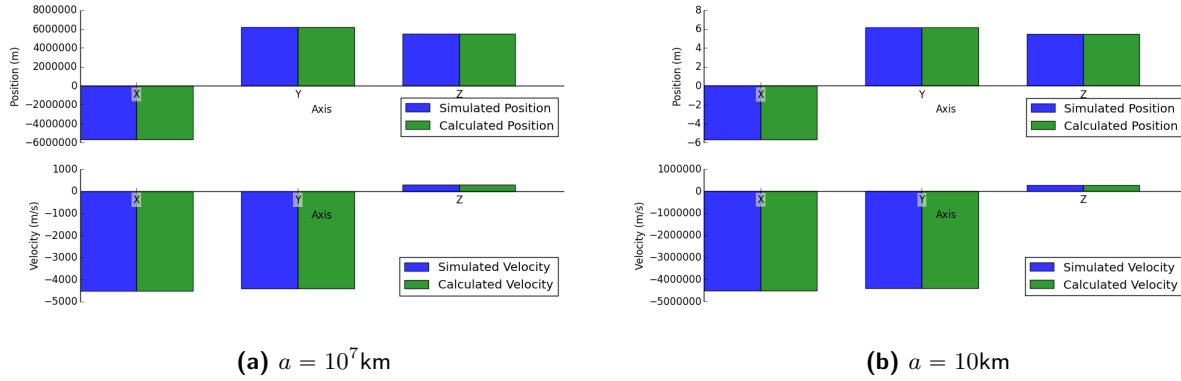 8000000
6000000
4000000
2000000
0
−2000000
−4000000
−6000000
Position (m)
X
Y
Z
Axis
Simulated Position
Calculated Position
1000
0
−1000
−2000
−3000
−4000
−5000
Velocity (m/s)
X
Y
Z
Axis
Simulated Velocity
Calculated Velocity
(a) a = 10⁷km
8
6
4
2
0
−2
−4
−6
Position (m)
X
Y
Z
Axis
Simulated Position
Calculated Position
1000000
0
−1000000
−2000000
−3000000
−4000000
−5000000
Velocity (m/s)
X
Y
Z
Axis
Simulated Velocity
Calculated Velocity
(b) a = 10km